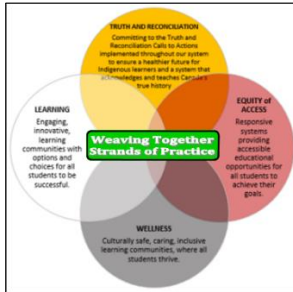 TRUTH AND RECONCILIATION
Committing to the Truth and
Reconciliation Calls to Actions
implemented throughout our system
to ensure a healthier future for
Indigenous learners and a system that
acknowledges and teaches Canada's
true history
LEARNING
Engaging,
innovative,
learning
communities with
options and
choices for all
students to be
successful.
EQUITY of
ACCESS
Responsive
systems
providing
accessible
educational
opportunities for
all students to
achieve their
goals.
Weaving Together
Strands of Practice
WELLNESS
Culturally safe, caring, inclusive
learning communities, where all
students thrive.